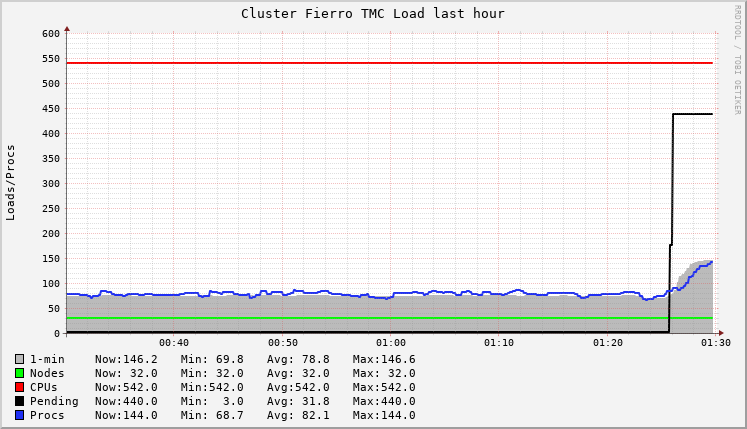 Cluster Fierro TMC Load last hour
RRDTOOL / TOBI OETIKER
Loads/Procs
600
550
500
450
400
350
300
250
200
150
100
50
0
00:40 00:50 01:00 01:10 01:20 01:30
1-min Now:146.2 Min: 69.8 Avg: 78.8 Max:146.6
Nodes Now: 32.0 Min: 32.0 Avg: 32.0 Max: 32.0
CPUs Now:542.0 Min:542.0 Avg:542.0 Max:542.0
Pending Now:440.0 Min: 3.0 Avg: 31.8 Max:440.0
Procs Now:144.0 Min: 68.7 Avg: 82.1 Max:144.0